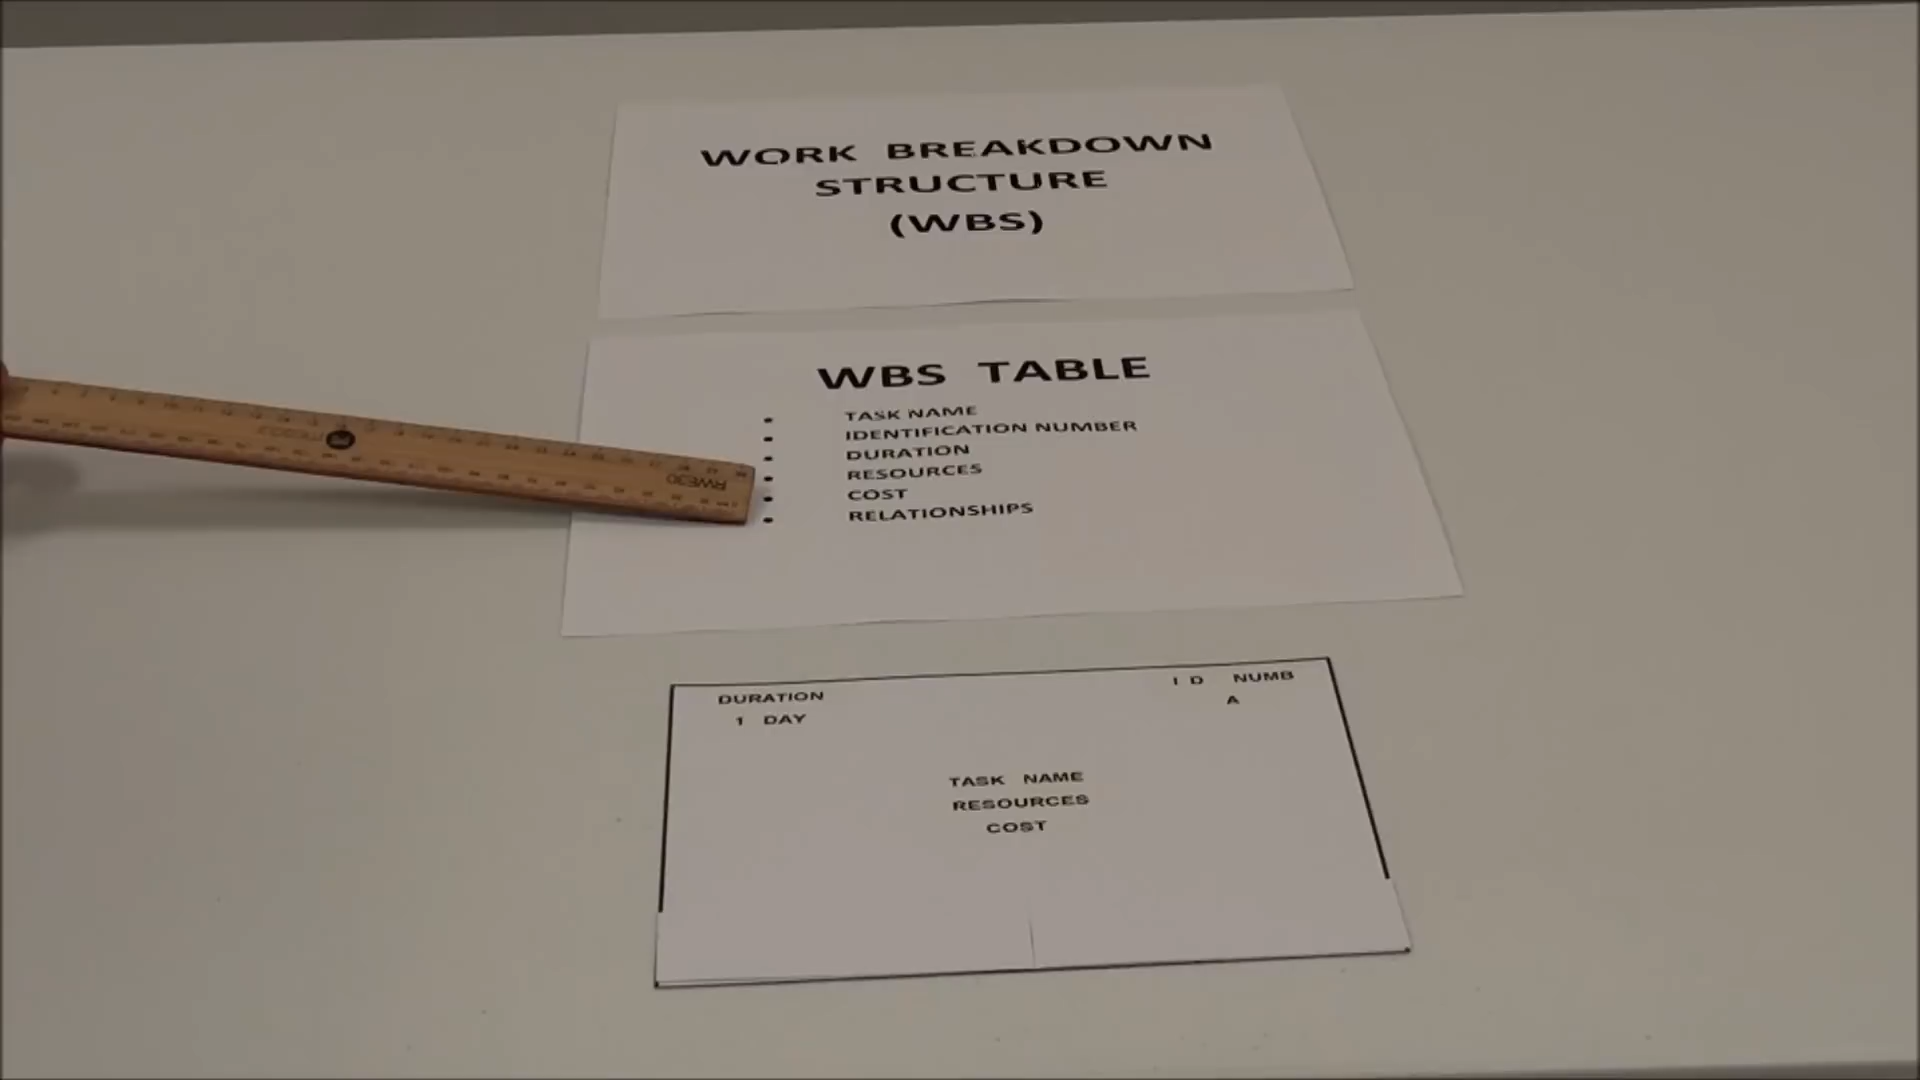 WORK BREAKDOWN
STRUCTURE
(WBS)
WBS TABLE
• TASK NAME
• IDENTIFICATION NUMBER
• DURATION
• RESOURCES
• COST
• RELATIONSHIPS
RWE30
DURATION
1 DAY
I D NUMB
A
TASK NAME
RESOURCES
COST